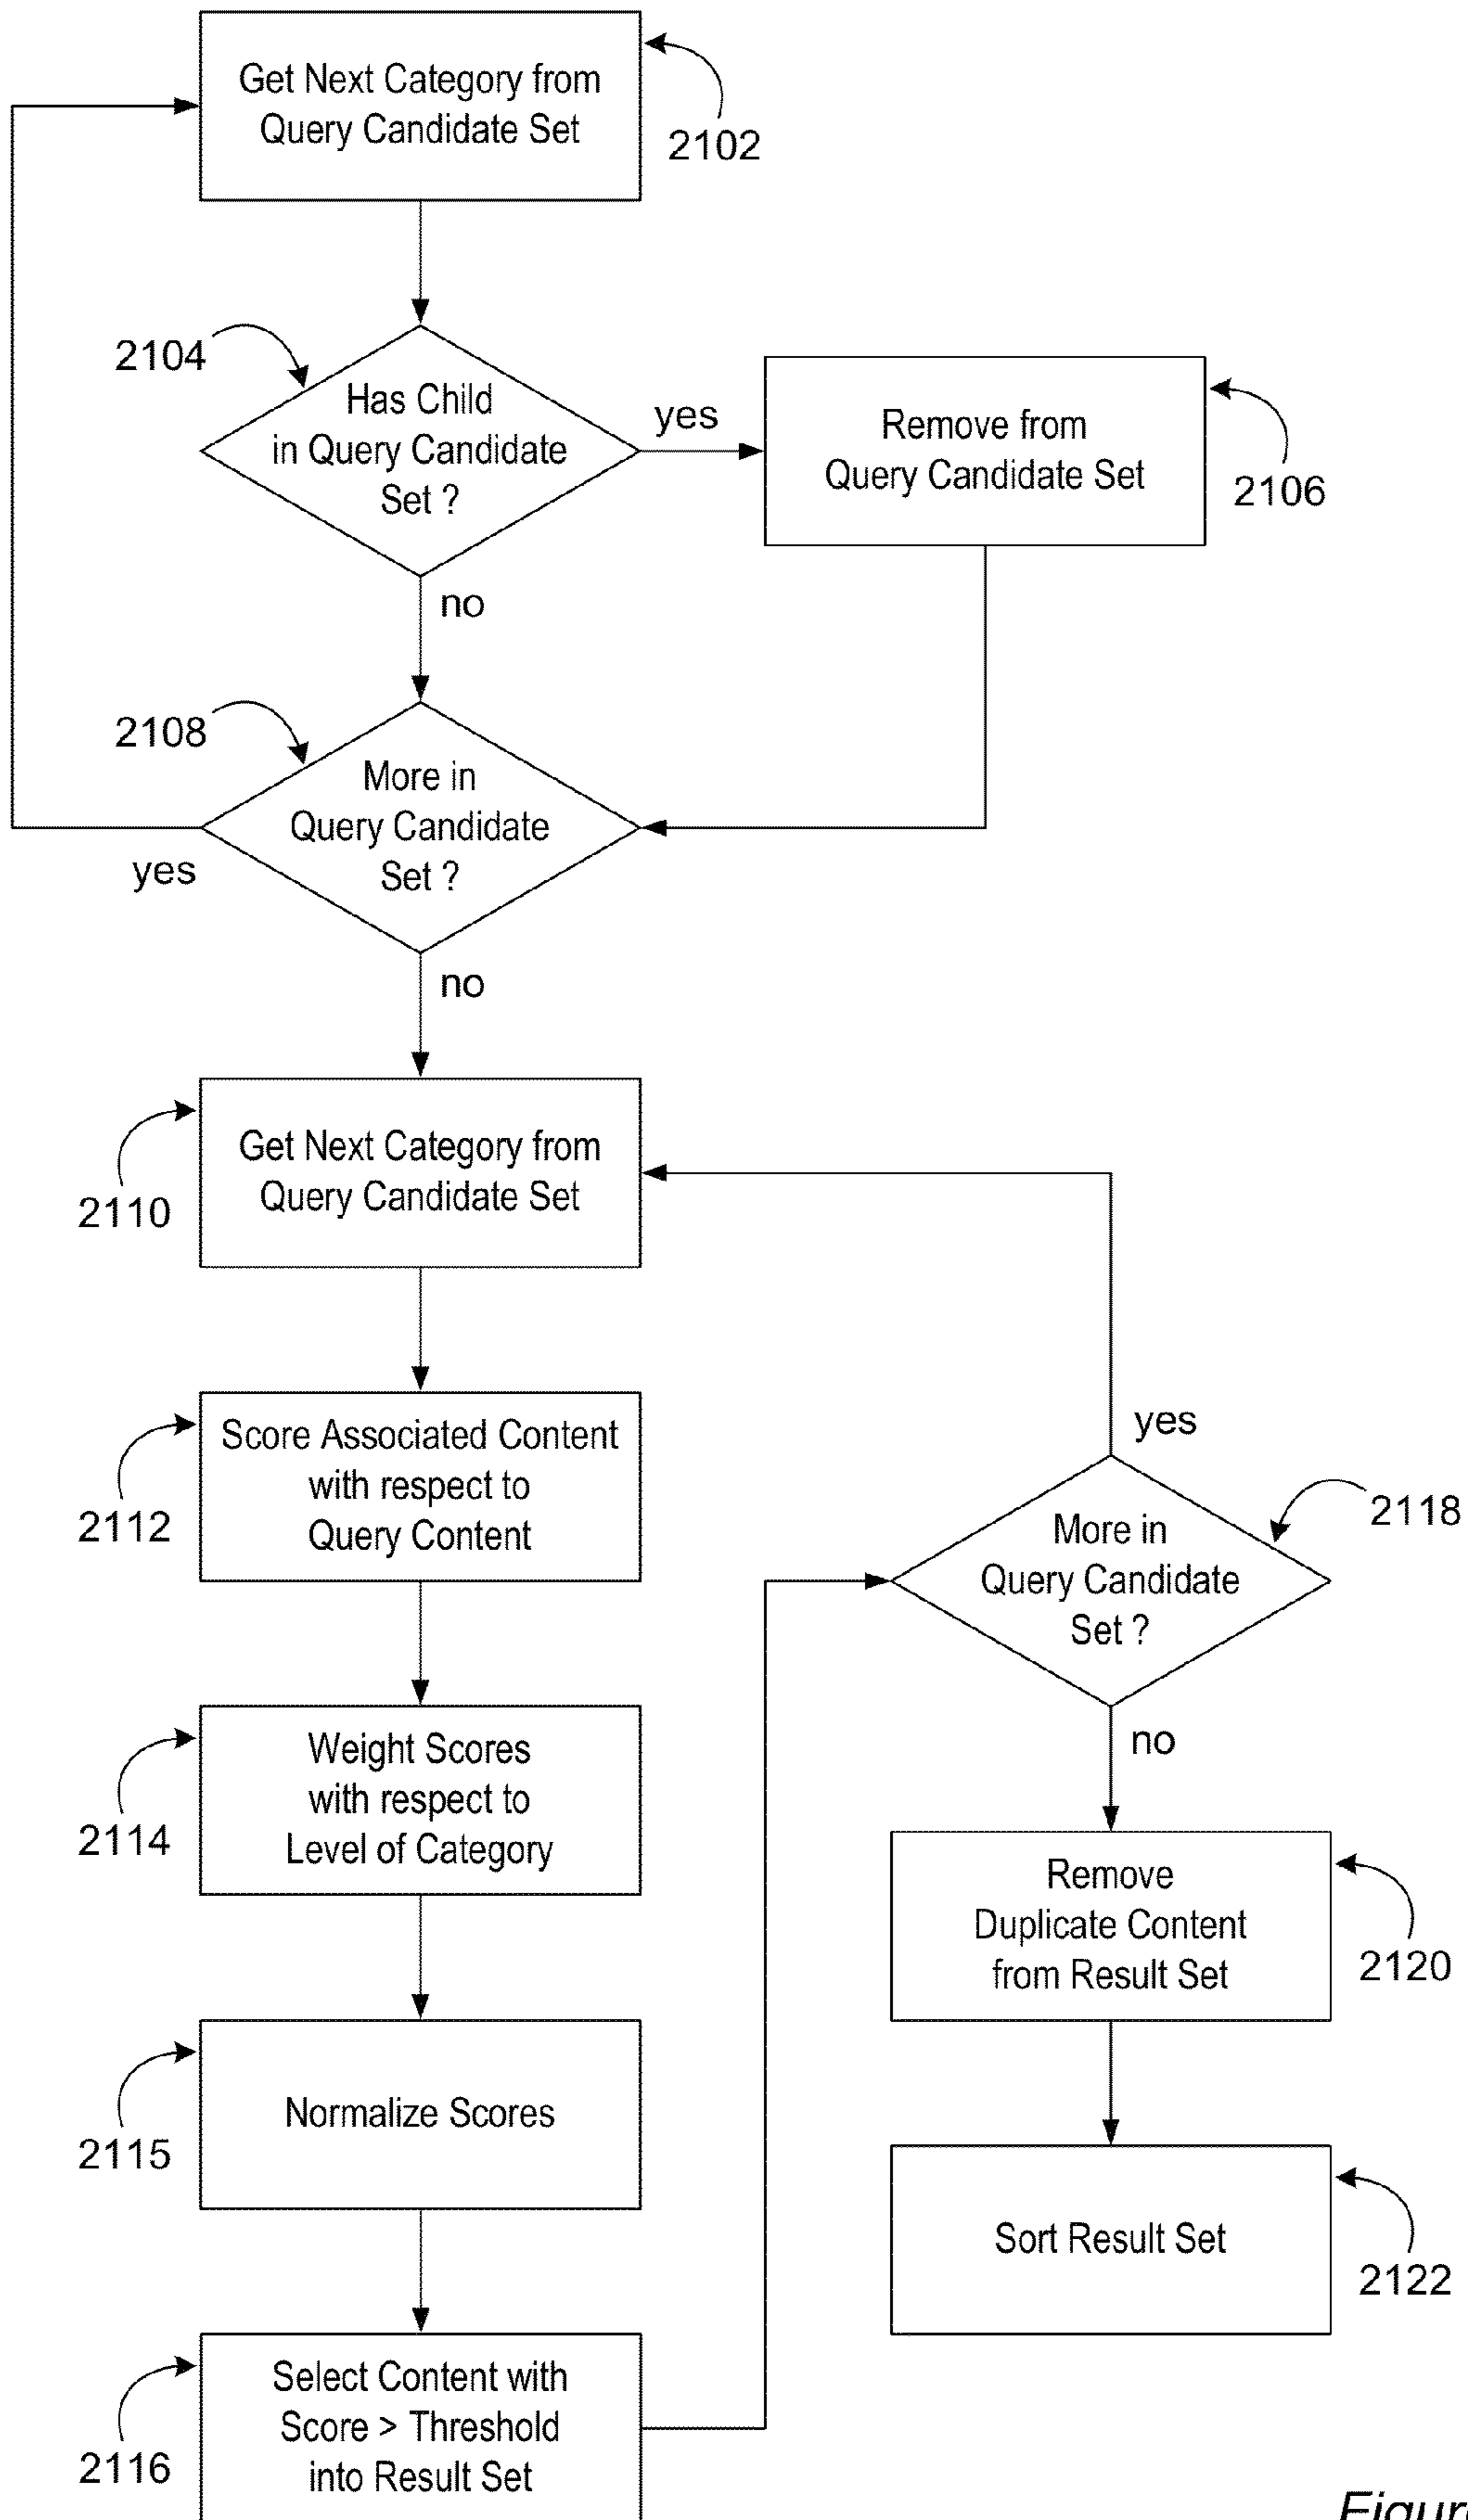 Get Next Category from
Query Candidate Set
2102
2104
Has Child
in Query Candidate
Set ?
yes
Remove from
Query Candidate Set
2106
no
2108
More in
Query Candidate
Set ?
yes
no
Get Next Category from
Query Candidate Set
2110
Score Associated Content
with respect to
Query Content
2112
yes
More in
Query Candidate
Set ?
2118
Weight Scores
with respect to
Level of Category
2114
no
Remove
Duplicate Content
from Result Set
2120
Normalize Scores
2115
Sort Result Set
2122
Select Content with
Score > Threshold
into Result Set
2116